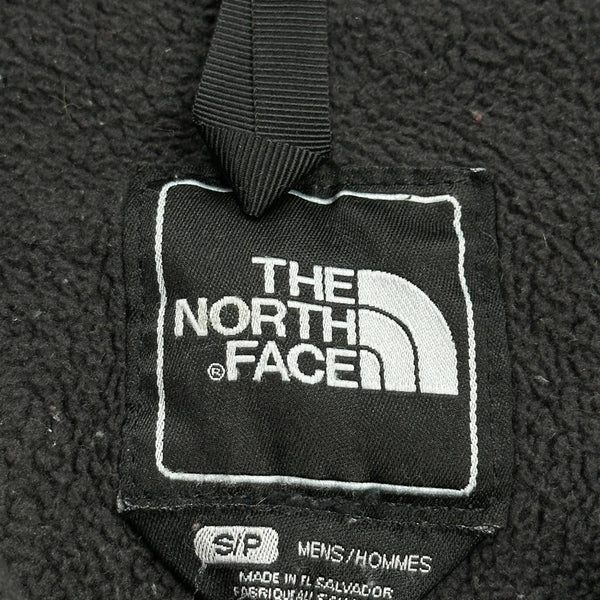 THE
NORTH
®FACE
S/P MENS/HOMMES
MADE IN EL SALVADOR